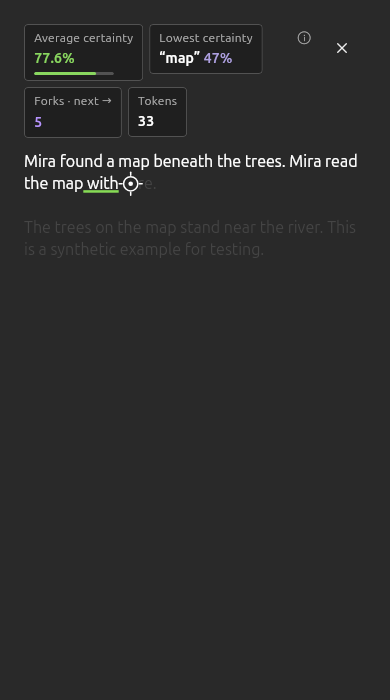 Average certainty
77.6%
Lowest certainty
“map” 47%
Forks · next →
5
Tokens
33
Mira found a map beneath the trees. Mira read
the map with
The trees on the map stand near the river. This
is a synthetic example for testing.